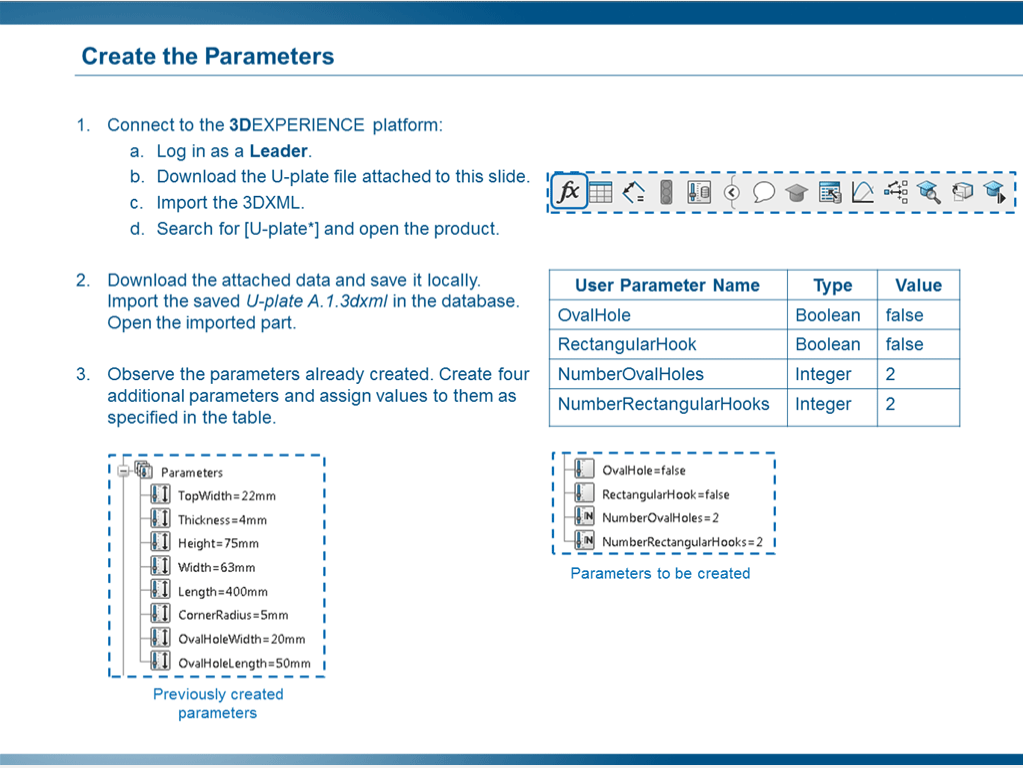 Create the Parameters
1. Connect to the 3DEXPERIENCE platform:
a. Log in as a Leader.
b. Download the U-plate file attached to this slide.
c. Import the 3DXML.
d. Search for [U-plate*] and open the product.
fx
2. Download the attached data and save it locally.
Import the saved U-plate A.1.3dxml in the database.
Open the imported part.
3. Observe the parameters already created. Create four
additional parameters and assign values to them as
specified in the table.
User Parameter Name Type Value
OvalHole Boolean false
RectangularHook Boolean false
NumberOvalHoles Integer 2
NumberRectangularHooks Integer 2
Parameters
TopWidth=22mm
Thickness=4mm
Height=75mm
Width=63mm
Length=400mm
CornerRadius=5mm
OvalHoleWidth=20mm
OvalHoleLength=50mm
Previously created
parameters
OvalHole=false
RectangularHook=false
N NumberOvalHoles=2
N NumberRectangularHooks=2
Parameters to be created